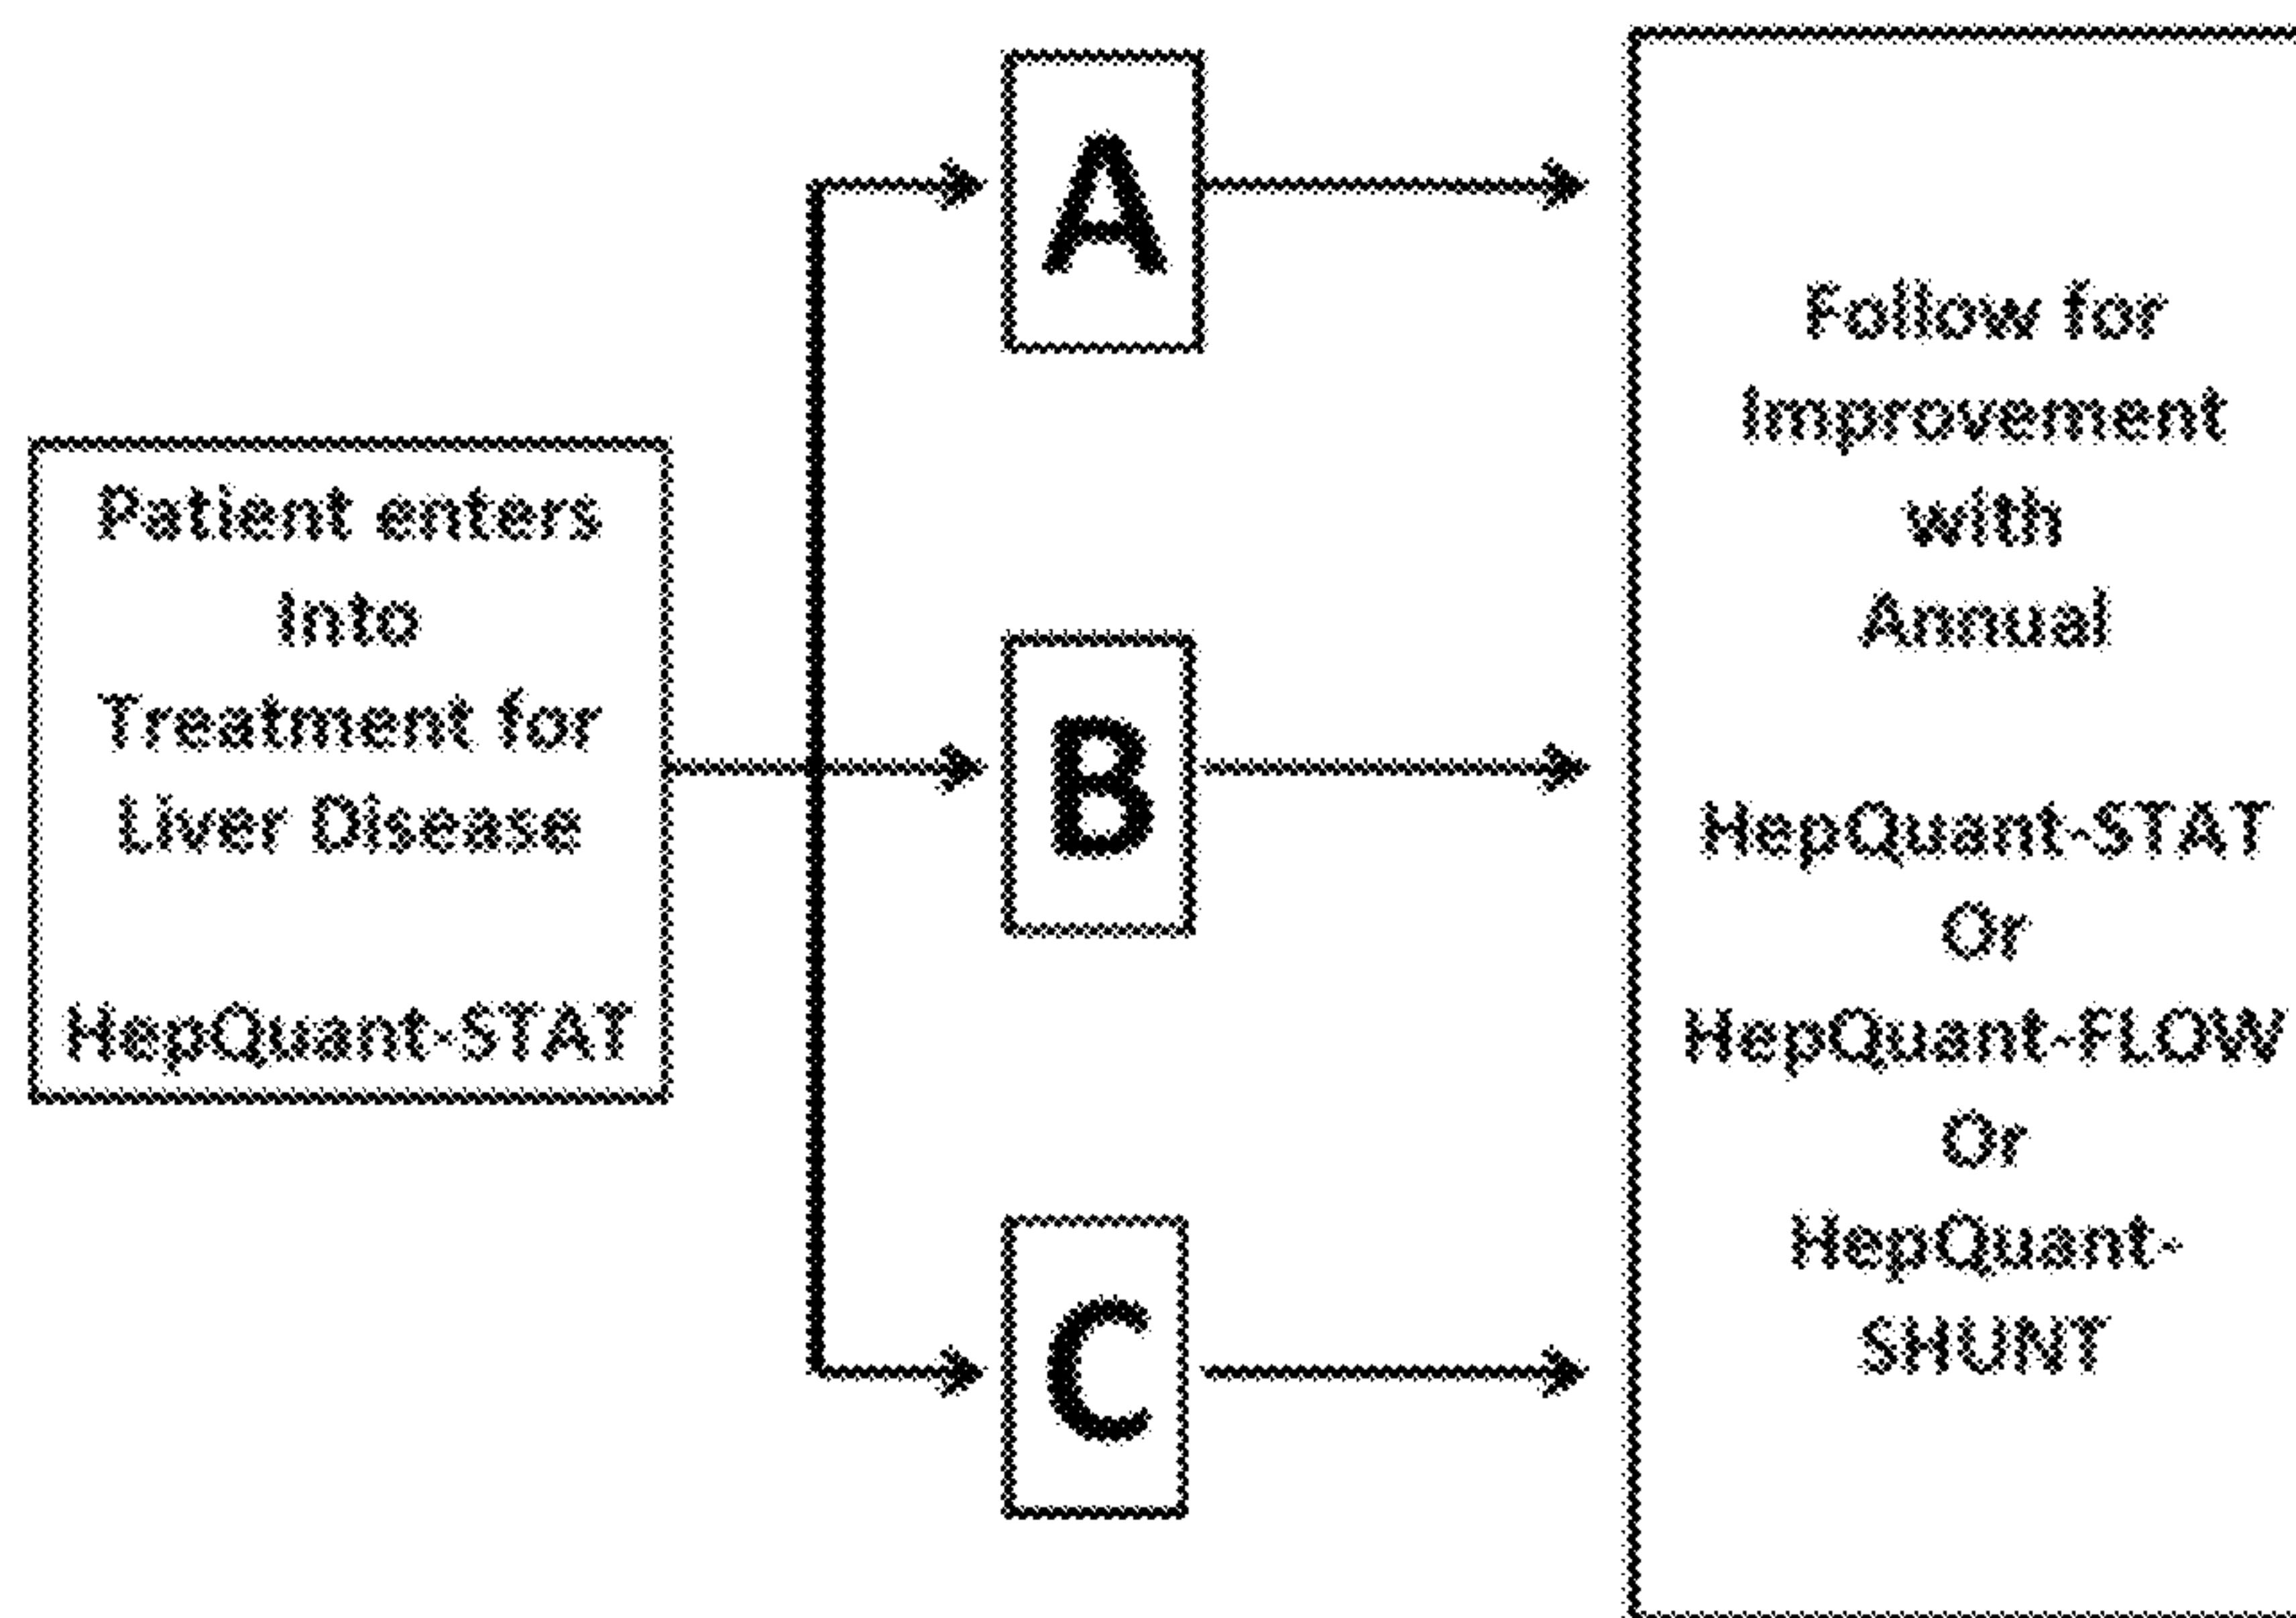 Patient enters
Into
Treatment for
Liver Disease
HepQuant-STAT
A
B
C
Follow for
Improvement
with
Annual
HepQuant-STAT
Or
HepQuant-FLOW
Or
HepQuant-
SHUNT